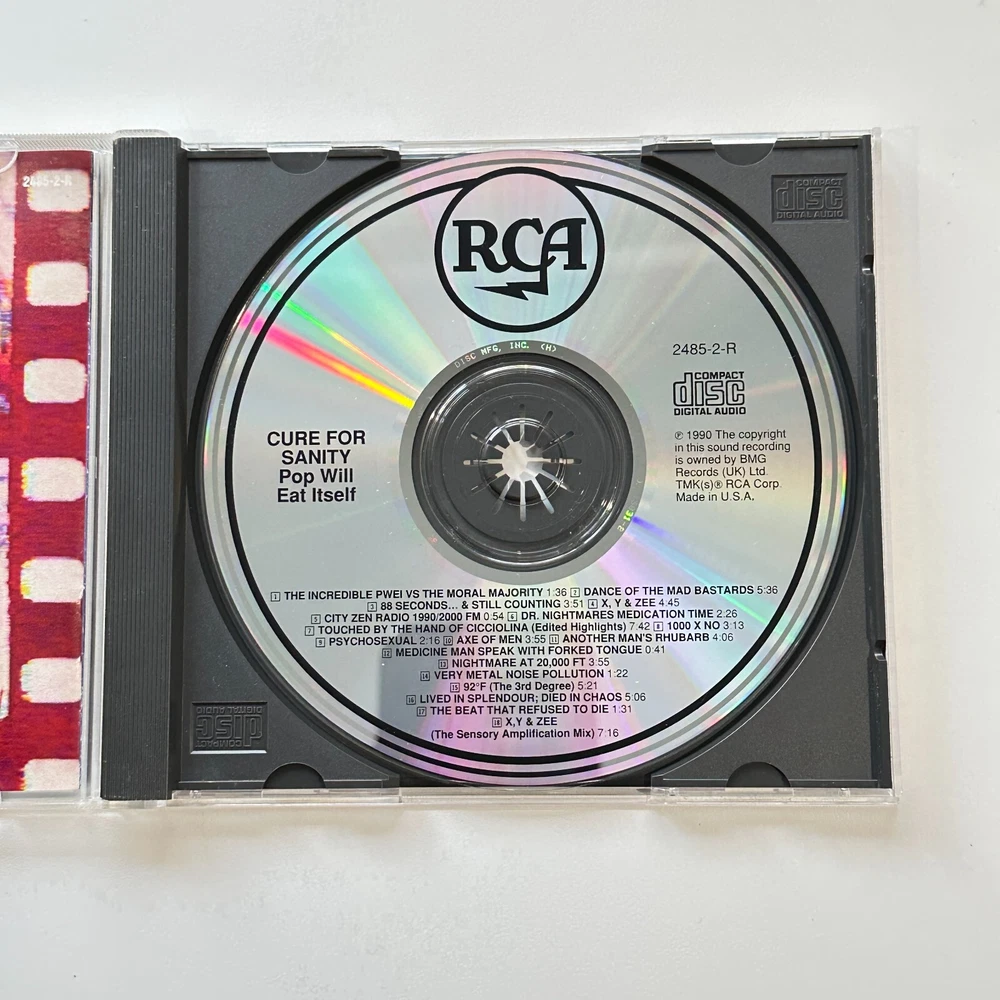 2485-2-R
COMPACT
disc
DIGITAL AUDIO
RCA
DISC MFG, INC. (H)
2485-2-R
COMPACT
disc
DIGITAL AUDIO
CURE FOR
SANITY
Pop Will
Eat Itself
℗ 1990 The copyright
in this sound recording
is owned by BMG
Records (UK) Ltd.
TMK(s)® RCA Corp.
Made in U.S.A.
1 THE INCREDIBLE PWEI VS THE MORAL MAJORITY 1:36 2 DANCE OF THE MAD BASTARDS 5:36
3 88 SECONDS... & STILL COUNTING 3:51 4 X, Y & ZEE 4:45
5 CITY ZEN RADIO 1990/2000 FM 0:54 6 DR. NIGHTMARES MEDICATION TIME 2:26
7 TOUCHED BY THE HAND OF CICCIOLINA (Edited Highlights) 7:42 8 1000 X NO 3:13
9 PSYCHOSEXUAL 2:16 10 AXE OF MEN 3:55 11 ANOTHER MAN'S RHUBARB 4:06
12 MEDICINE MAN SPEAK WITH FORKED TONGUE 0:41
13 NIGHTMARE AT 20,000 FT 3:55
14 VERY METAL NOISE POLLUTION 1:22
15 92°F (The 3rd Degree) 5:21
16 LIVED IN SPLENDOUR; DIED IN CHAOS 5:06
17 THE BEAT THAT REFUSED TO DIE 1:31
18 X,Y & ZEE
(The Sensory Amplification Mix) 7:16
COMPACT
disc
DIGITAL AUDIO